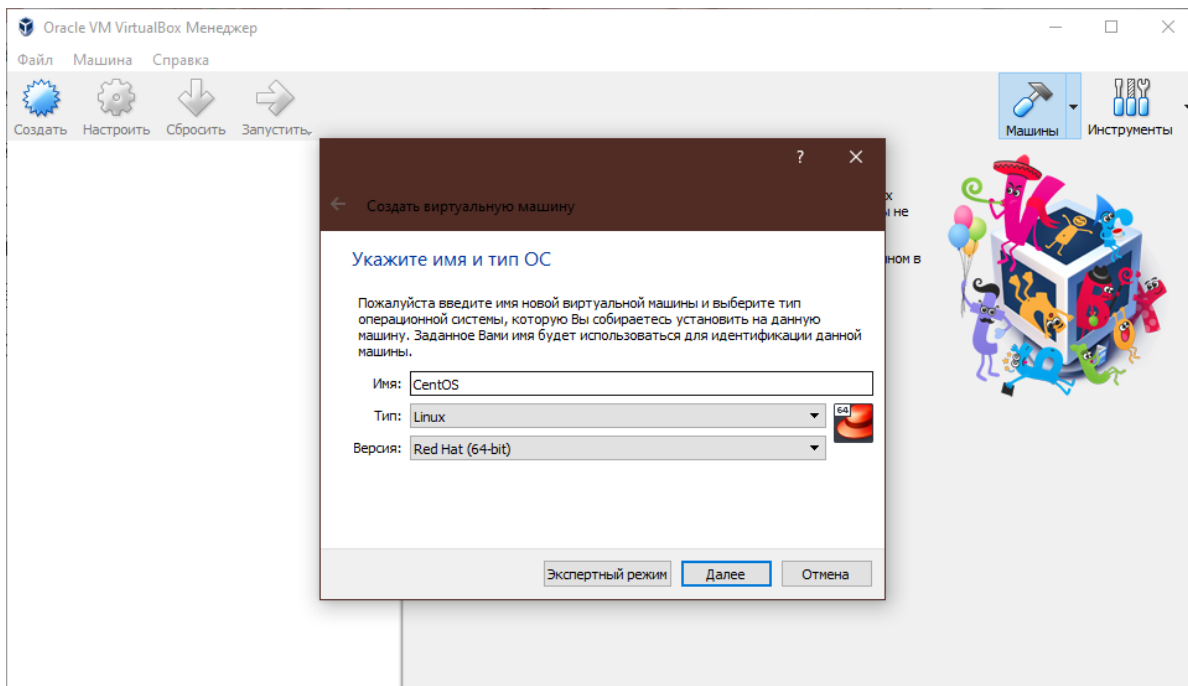 Oracle VM VirtualBox Менеджер
Файл Машина Справка
Создать Настроить Сбросить Запустить
Машины Инструменты
? 
Создать виртуальную машину
х
ы не
ном в
Укажите имя и тип ОС
Пожалуйста введите имя новой виртуальной машины и выберите тип
операционной системы, которую Вы собираетесь установить на данную
машину. Заданное Вами имя будет использоваться для идентификации данной
машины.
Имя: CentOS
Тип: Linux
64
Версия: Red Hat (64-bit)
Экспертный режим Далее Отмена